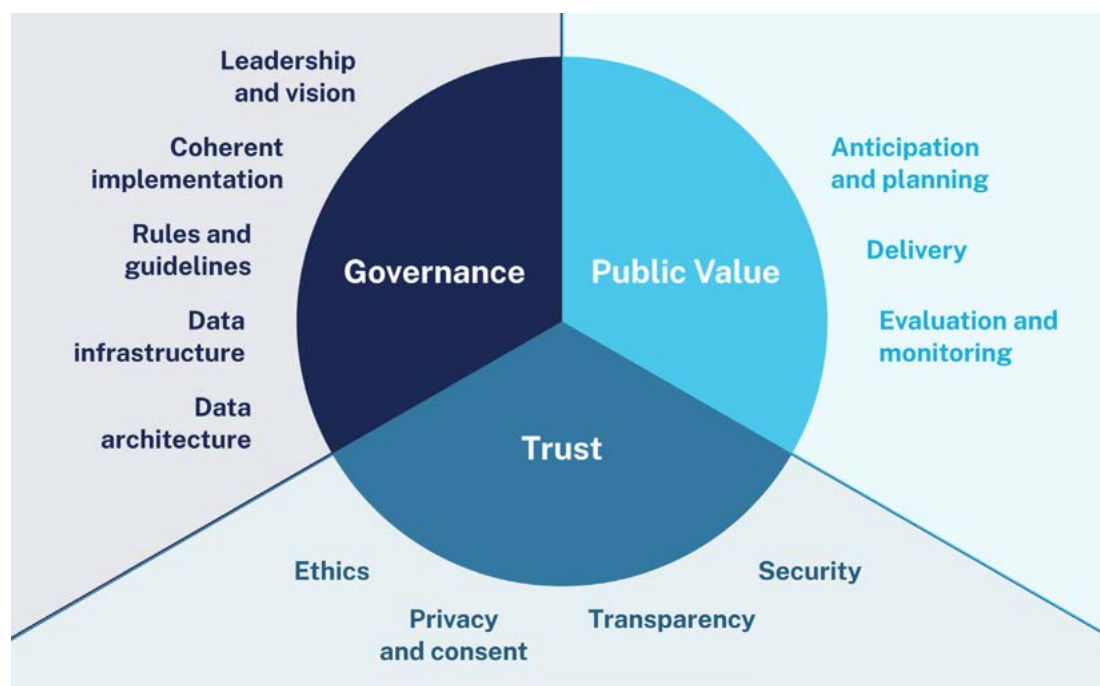 Leadership
and vision
Coherent
implementation
Rules and
guidelines
Data
infrastructure
Data
architecture
Governance
Public Value
Anticipation
and planning
Delivery
Evaluation and
monitoring
Trust
Ethics
Privacy
and consent
Transparency
Security